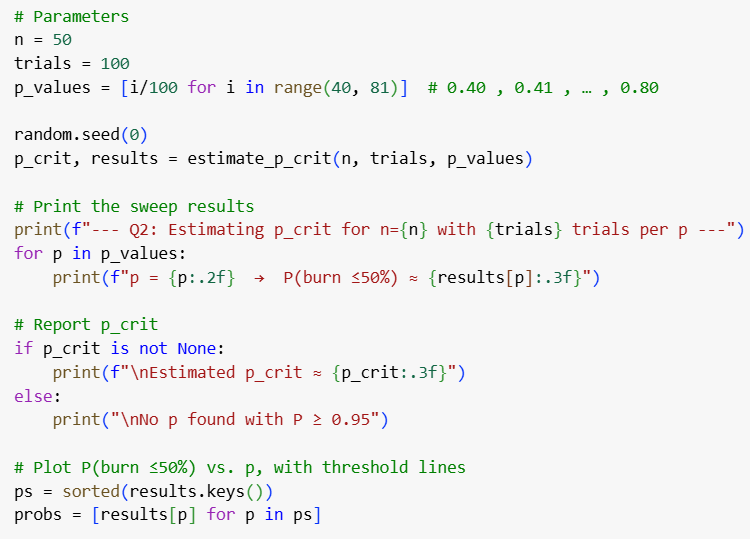 # Parameters
n = 50
trials = 100
p_values = [i/100 for i in range(40, 81)]  # 0.40 , 0.41 , … , 0.80

random.seed(0)
p_crit, results = estimate_p_crit(n, trials, p_values)

# Print the sweep results
print(f"--- Q2: Estimating p_crit for n={n} with {trials} trials per p ---")
for p in p_values:
    print(f"p = {p:.2f}  →  P(burn ≤50%) ≈ {results[p]:.3f}")

# Report p_crit
if p_crit is not None:
    print(f"\nEstimated p_crit ≈ {p_crit:.3f}")
else:
    print("\nNo p found with P ≥ 0.95")

# Plot P(burn ≤50%) vs. p, with threshold lines
ps = sorted(results.keys())
probs = [results[p] for p in ps]